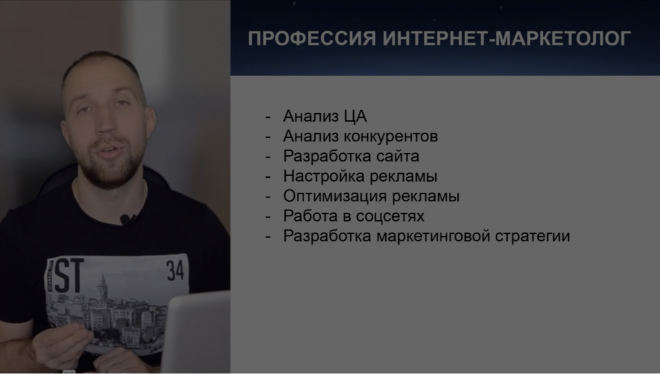 ПРОФЕССИЯ ИНТЕРНЕТ-МАРКЕТОЛОГ
- Анализ ЦА
- Анализ конкурентов
- Разработка сайта
- Настройка рекламы
- Оптимизация рекламы
- Работа в соцсетях
- Разработка маркетинговой стратегии
IST 34